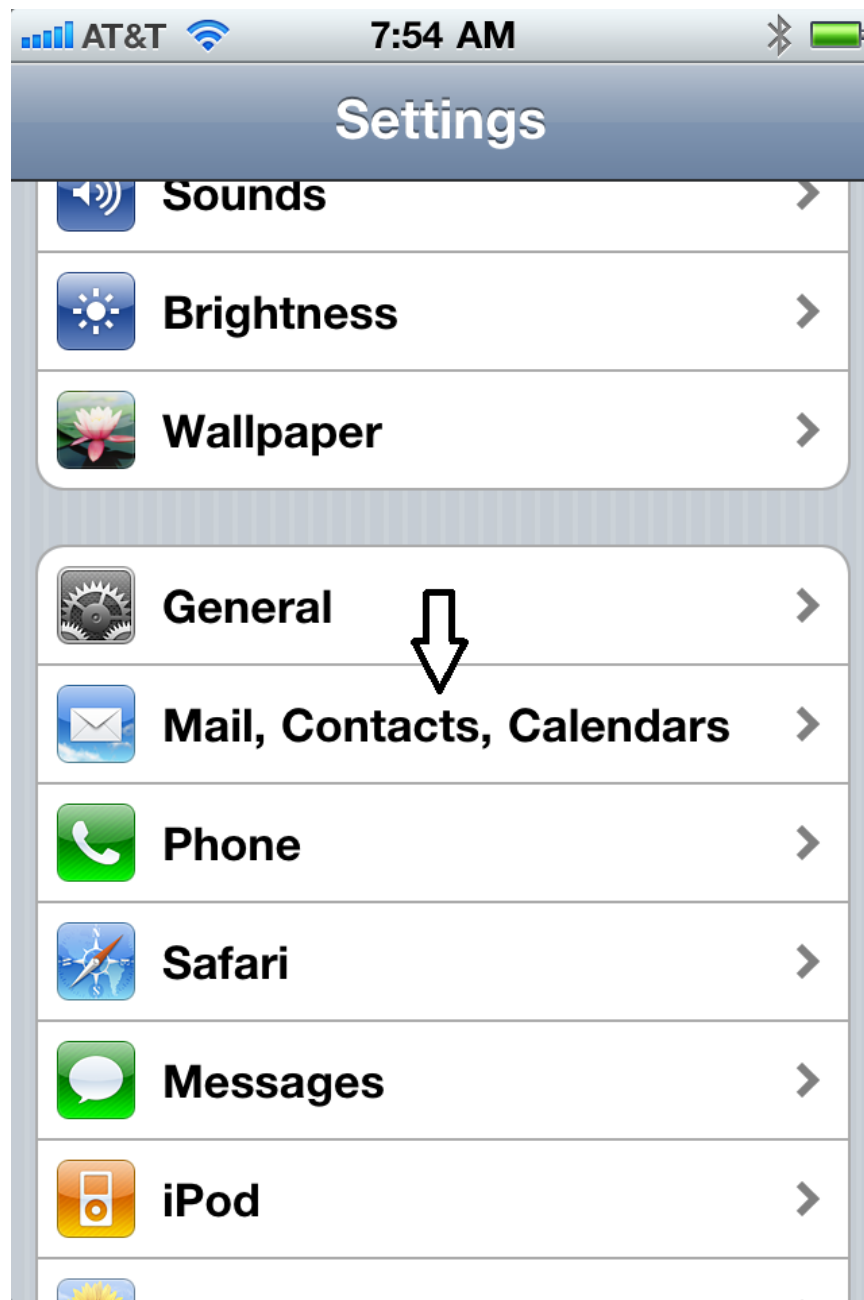 AT&T 7:54 AM
Settings
Sounds
Brightness
Wallpaper
General
Mail, Contacts, Calendars
Phone
Safari
Messages
iPod